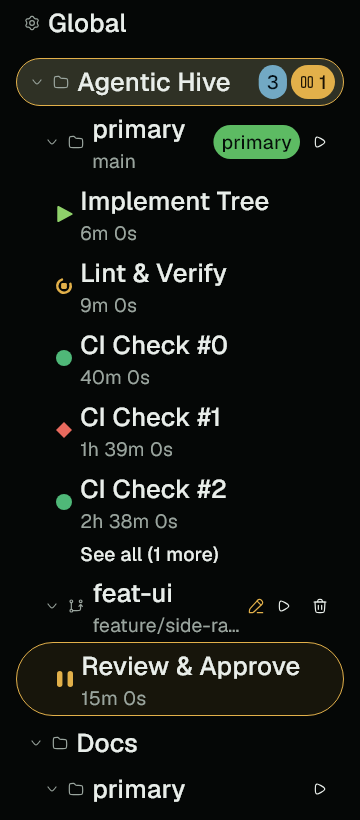 Global
Agentic Hive 3 1
primary primary
main
Implement Tree
6m 0s
Lint & Verify
9m 0s
CI Check #0
40m 0s
CI Check #1
1h 39m 0s
CI Check #2
2h 38m 0s
See all (1 more)
feat-ui
feature/side-ra...
Review & Approve
15m 0s
Docs
primary